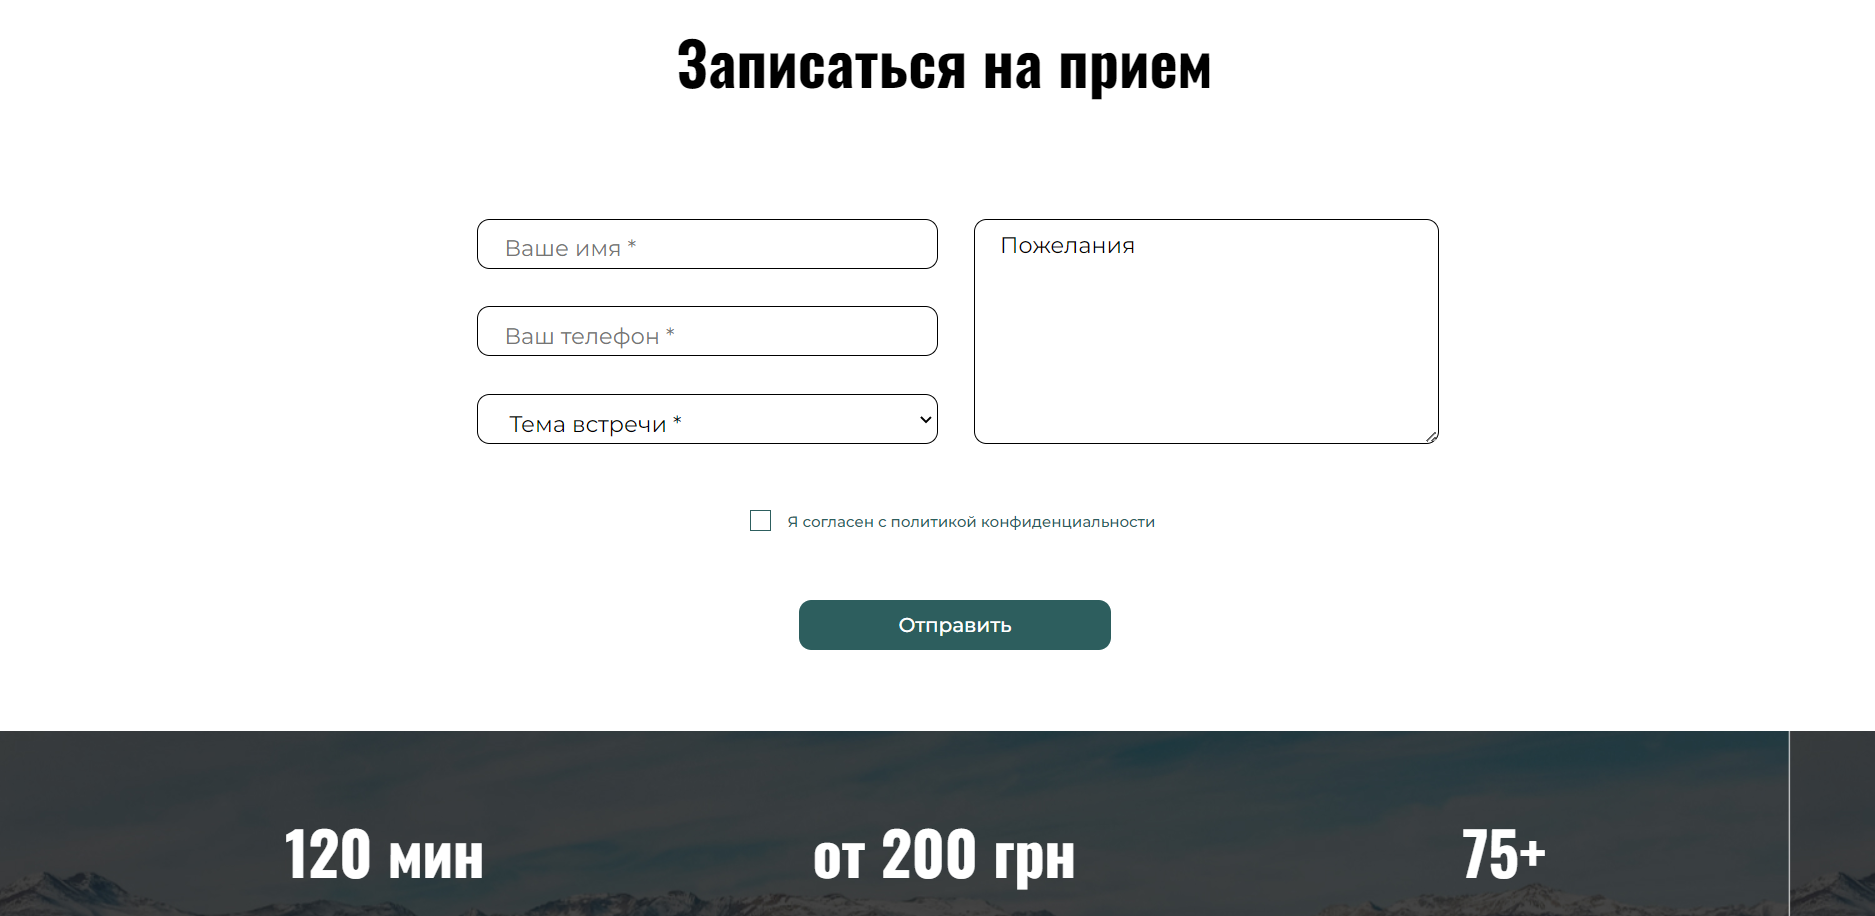 Записаться на прием
Ваше имя *
Ваш телефон *
Тема встречи *
Пожелания
Я согласен с политикой конфиденциальности
Отправить
120 мин
от 200 грн
75+